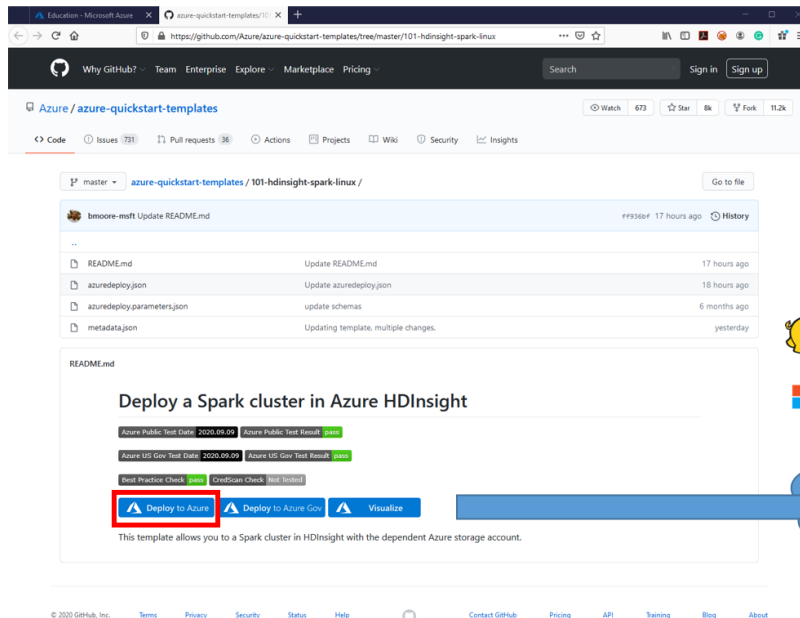 Education - Microsoft Azure
azure-quickstart-templates/10
https://github.com/Azure/azure-quickstart-templates/tree/master/101-hdinsight-spark-linux
Why GitHub? Team Enterprise Explore Marketplace Pricing Search Sign in Sign up
Azure / azure-quickstart-templates Watch 673 Star 8k Fork 11.2k
Code Issues 731 Pull requests 36 Actions Projects Wiki Security Insights
master azure-quickstart-templates / 101-hdinsight-spark-linux / Go to file
bmoore-msft Update README.md ff936bf 17 hours ago History
..
README.md Update README.md 17 hours ago
azuredeploy.json Update azuredeploy.json 18 hours ago
azuredeploy.parameters.json update schemas 6 months ago
metadata.json Updating template, multiple changes. yesterday
README.md
Deploy a Spark cluster in Azure HDInsight
Azure Public Test Date 2020.09.09 Azure Public Test Result pass
Azure US Gov Test Date 2020.09.09 Azure US Gov Test Result pass
Best Practice Check pass CredScan Check Not Tested
Deploy to Azure Deploy to Azure Gov Visualize
This template allows you to a Spark cluster in HDInsight with the dependent Azure storage account.
© 2020 GitHub, Inc. Terms Privacy Security Status Help Contact GitHub Pricing API Training Blog About